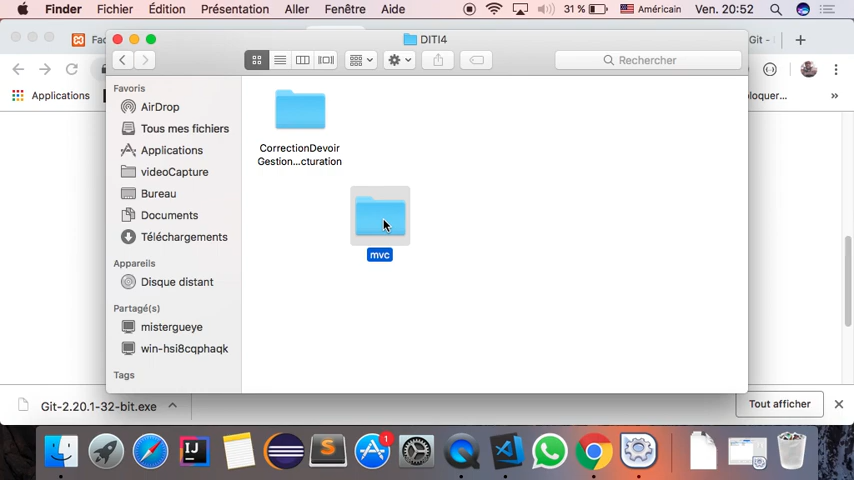 Finder Fichier Édition Présentation Aller Fenêtre Aide 31 % Américain Ven. 20:52
Fac
DITI4
Git -
Rechercher
Applications
bloquer...
Favoris
AirDrop
Tous mes fichiers
Applications
videoCapture
Bureau
Documents
Téléchargements
Appareils
Disque distant
Partagé(s)
mistergueye
win-hsi8cqphaqk
Tags
CorrectionDevoir
Gestion...cturation
mvc
Git-2.20.1-32-bit.exe
Tout afficher
1